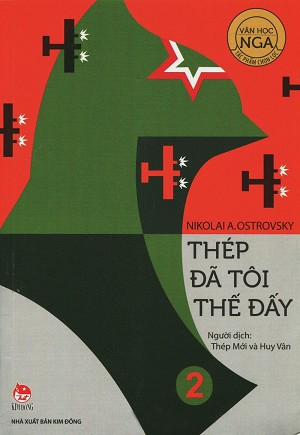 VĂN HỌC
NGA
TÁC PHẨM CHỌN LỌC
NIKOLAI A.OSTROVSKY
THÉP
ĐÃ TÔI
THẾ ĐẤY
Người dịch:
Thép Mới và Huy Vân
2
KIM ĐỒNG
NHÀ XUẤT BẢN KIM ĐỒNG